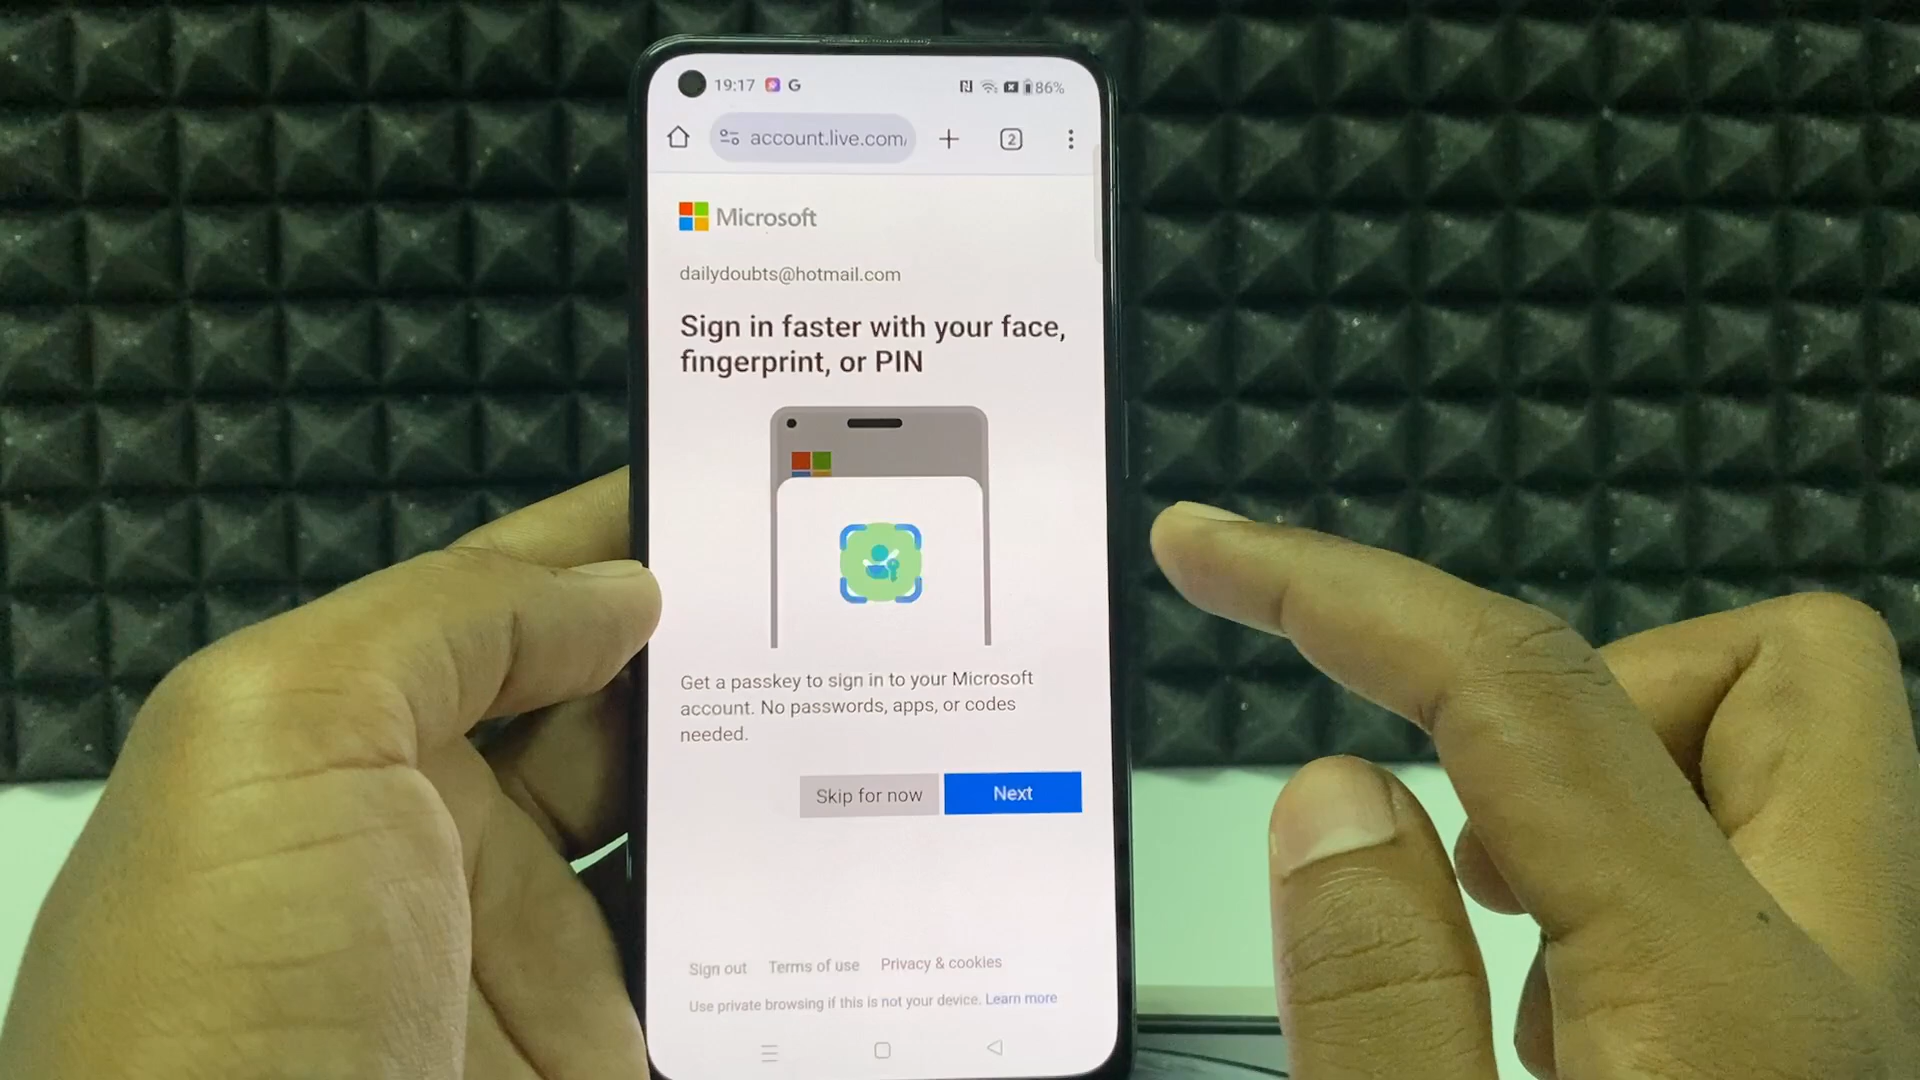 19:17 G 86%
account.live.com/ 2
Microsoft
dailydoubts@hotmail.com
Sign in faster with your face,
fingerprint, or PIN
Get a passkey to sign in to your Microsoft
account. No passwords, apps, or codes
needed.
Skip for now Next
Sign out Terms of use Privacy & cookies
Use private browsing if this is not your device. Learn more